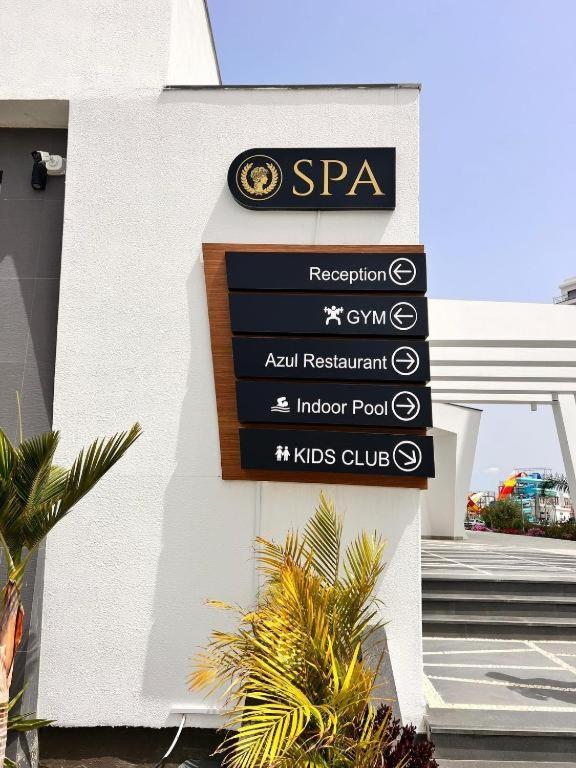 SPA
Reception
GYM
Azul Restaurant
Indoor Pool
KIDS CLUB